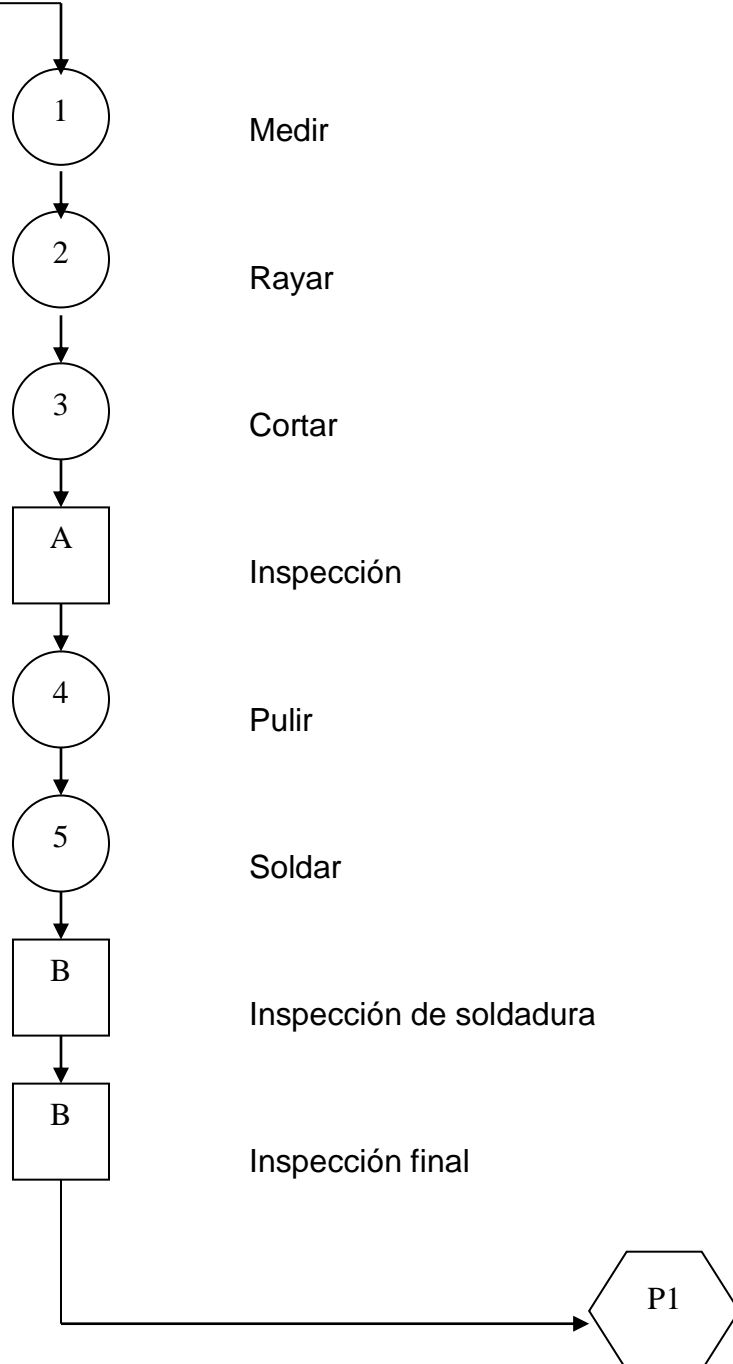 1
Medir
2
Rayar
3
Cortar
A
Inspección
4
Pulir
5
Soldar
B
Inspección de soldadura
B
Inspección final
P1